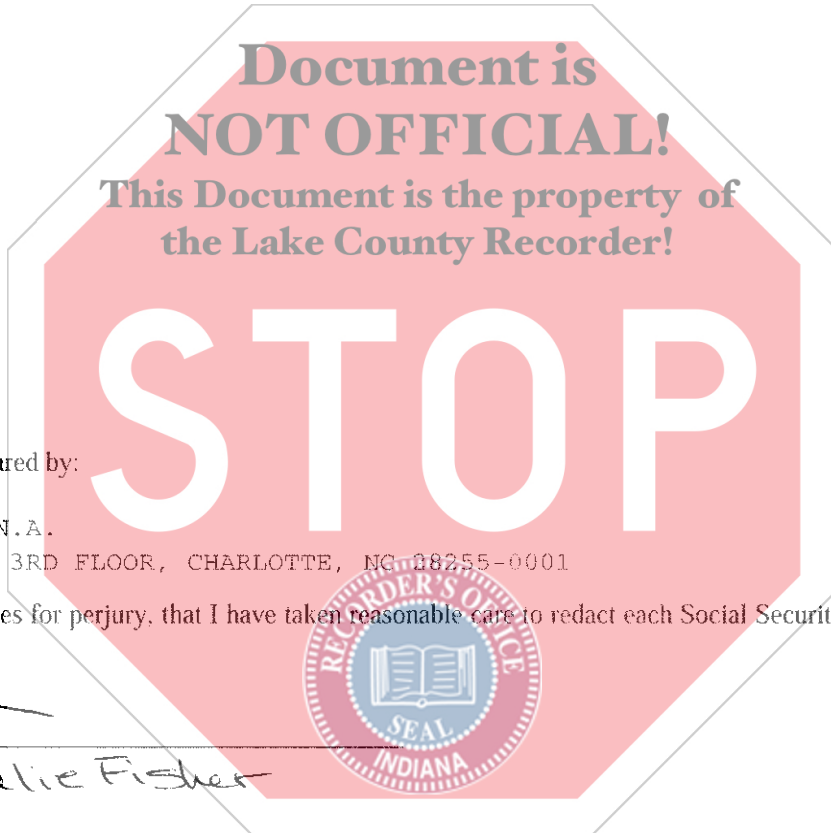 Document is
NOT OFFICIAL!
This Document is the property of
the Lake County Recorder!
STOP
ared by:
N.A.
3RD FLOOR, CHARLOTTE, NC 28255-0001
es for perjury, that I have taken reasonable care to redact each Social Securit
RECORDER'S OFFICE
SEAL
INDIANA
alie Fisher